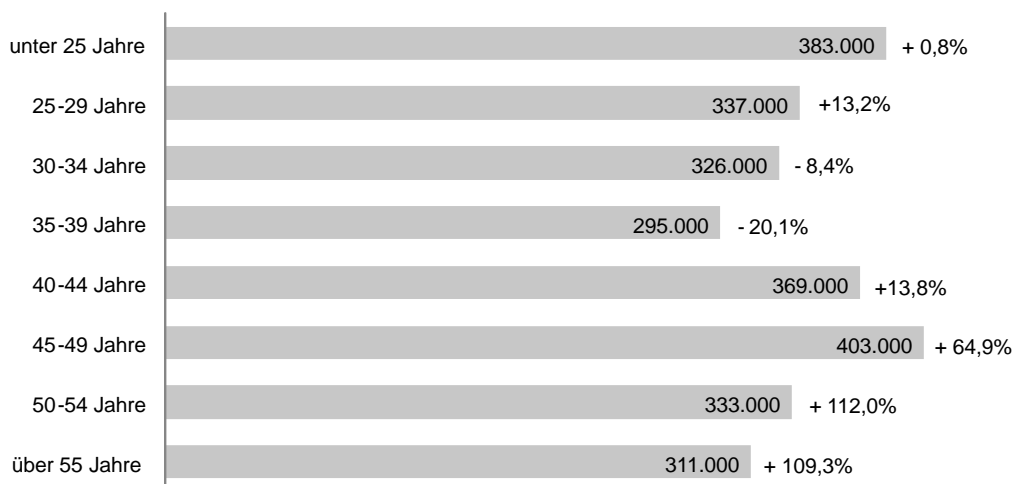 unter 25 Jahre 383.000 + 0,8%
25-29 Jahre 337.000 +13,2%
30-34 Jahre 326.000 - 8,4%
35-39 Jahre 295.000 - 20,1%
40-44 Jahre 369.000 +13,8%
45-49 Jahre 403.000 + 64,9%
50-54 Jahre 333.000 + 112,0%
über 55 Jahre 311.000 + 109,3%